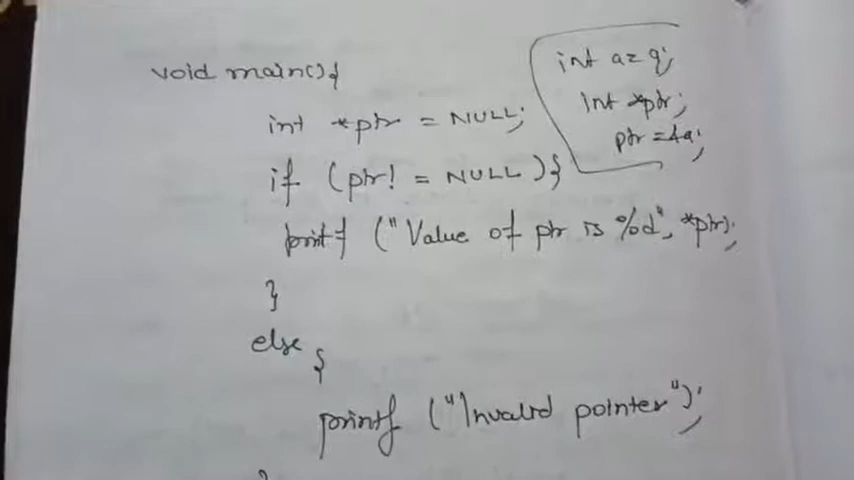 void main(){
int *ptr = NULL;
if (ptr! = NULL){
printf ("Value of ptr is %d", *ptr);
}
else
{
printf ("Invalid pointer");
}
int a = 9;
int *ptr;
ptr = &a;